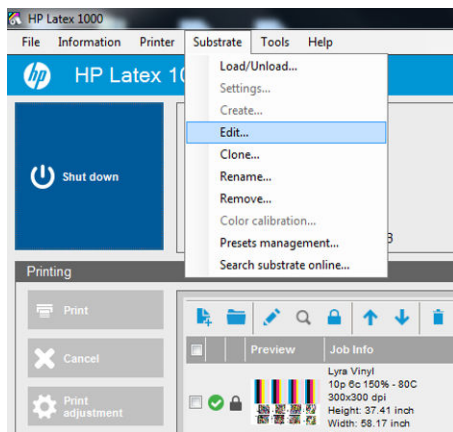 HP Latex 1000
File Information Printer Substrate Tools Help
hp HP Latex 1
Load/Unload...
Settings...
Create...
Edit...
Clone...
Rename...
Remove...
Color calibration...
Presets management...
Search substrate online...
Shut down
Printing
Print
Cancel
Print
adjustment
Preview Job Info
Lyra Vinyl
10p 6c 150% - 80C
300x300 dpi
Height: 37.41 inch
Width: 58.17 inch